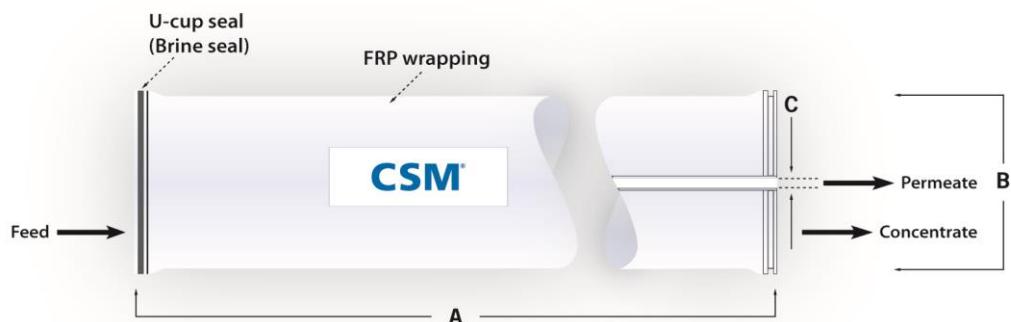 U-cup seal
(Brine seal)
FRP wrapping
C
CSM®
Permeate
B
Feed
Concentrate
A